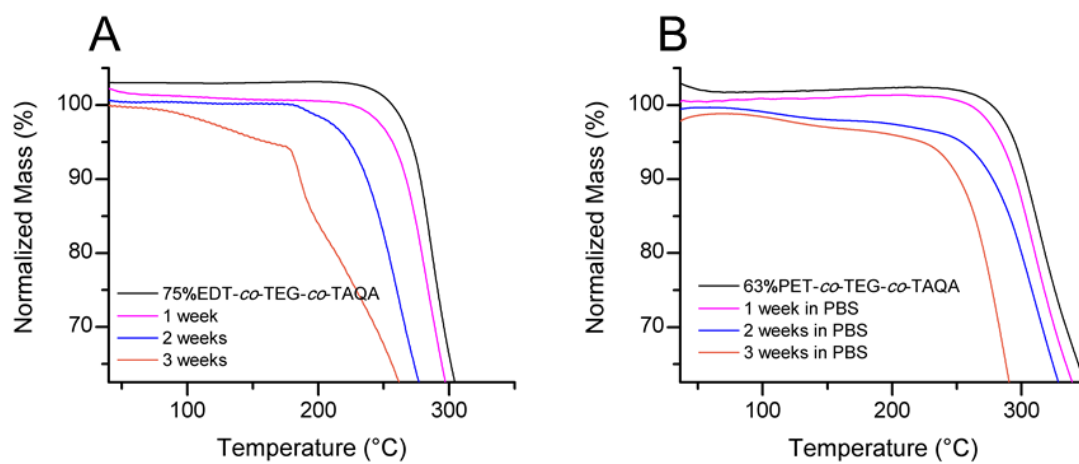 A
Normalized Mass (%)
100
90
80
70
75%EDT-co-TEG-co-TAQA
1 week
2 weeks
3 weeks
100
200
300
Temperature (°C)
B
Normalized Mass (%)
100
90
80
70
63%PET-co-TEG-co-TAQA
1 week in PBS
2 weeks in PBS
3 weeks in PBS
100
200
300
Temperature (°C)